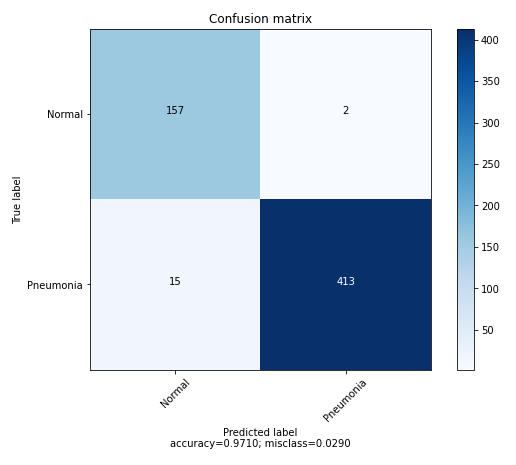 Confusion matrix
True label
Normal
157
2
Pneumonia
15
413
Normal
Pneumonia
Predicted label
accuracy=0.9710; misclass=0.0290
400
350
300
250
200
150
100
50